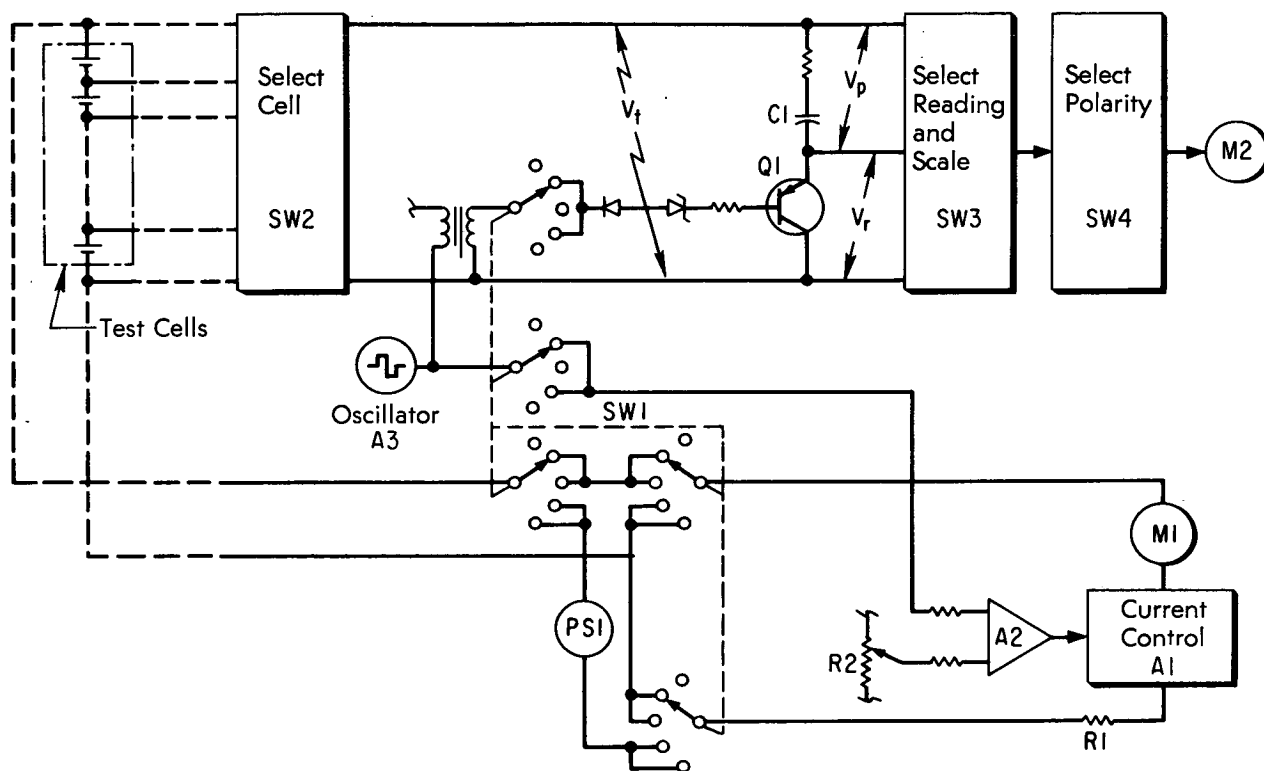 Select
Cell
SW2
Test Cells
Vt
C1
Q1
Vp
Vr
Select
Reading
and
Scale
SW3
Select
Polarity
SW4
M2
Oscillator
A3
SW1
PS1
M1
R2
A2
Current
Control
A1
R1